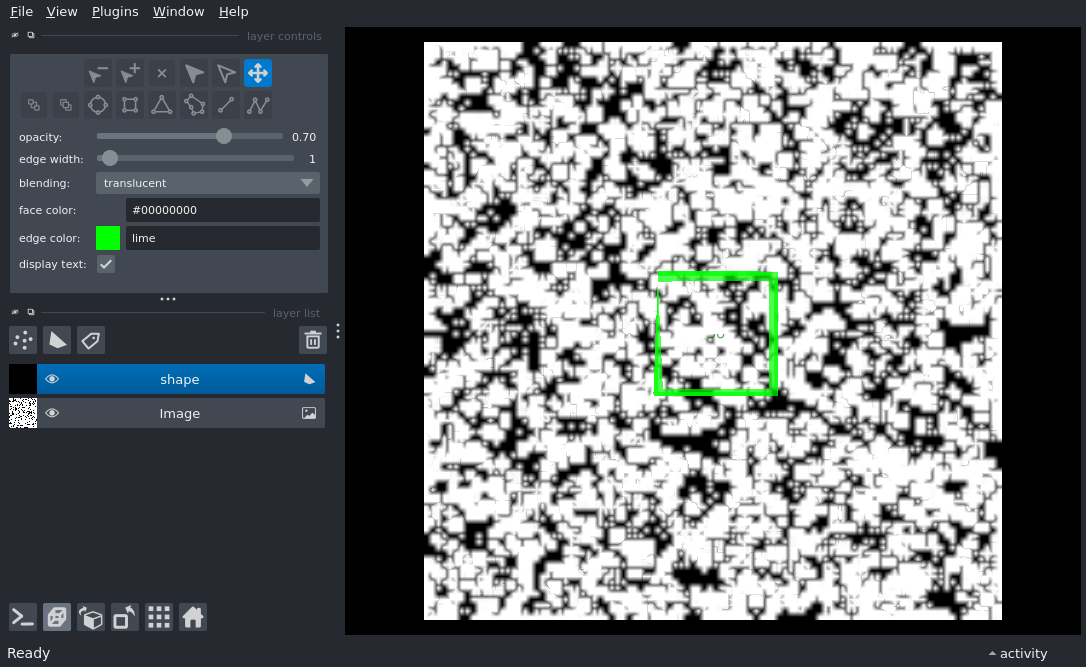 File View Plugins Window Help
layer controls
opacity: 0.70
edge width: 1
blending: translucent
face color: #00000000
edge color: lime
display text:
layer list
shape
Image
Ready
activity